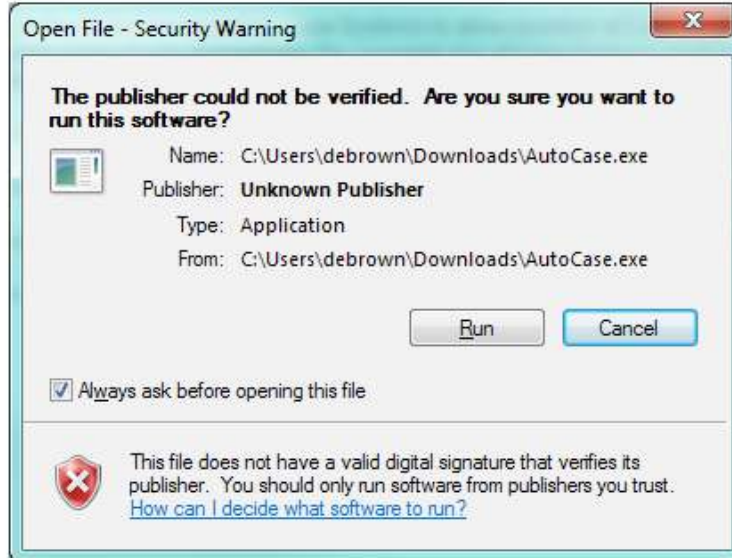 Open File - Security Warning
The publisher could not be verified. Are you sure you want to
run this software?
Name: C:\Users\debrown\Downloads\AutoCase.exe
Publisher: Unknown Publisher
Type: Application
From: C:\Users\debrown\Downloads\AutoCase.exe
Run Cancel
Always ask before opening this file
This file does not have a valid digital signature that verifies its
publisher. You should only run software from publishers you trust.
How can I decide what software to run?